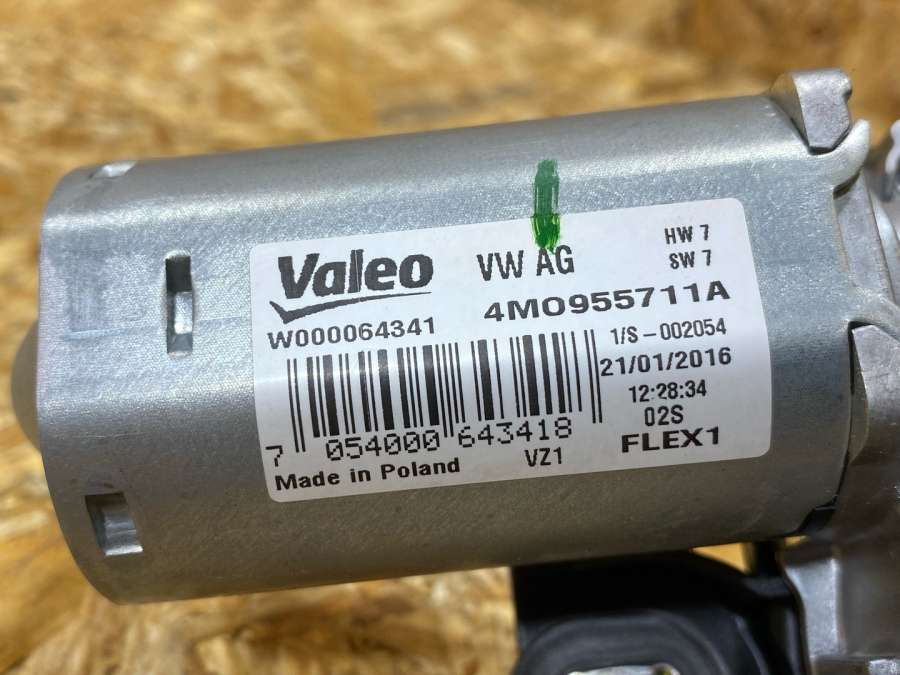 Valeo
VW AG
HW 7
SW 7
4M0955711A
W000064341
1/S-002054
21/01/2016
12:28:34
02S
FLEX1
7 054000 643418
VZ1
Made in Poland